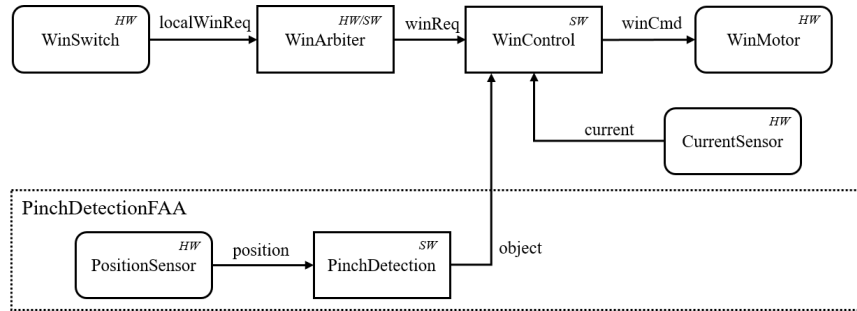 HW
WinSwitch
localWinReq
HW/SW
WinArbiter
winReq
SW
WinControl
winCmd
HW
WinMotor
current
HW
CurrentSensor
PinchDetectionFAA
HW
PositionSensor
position
SW
PinchDetection
object